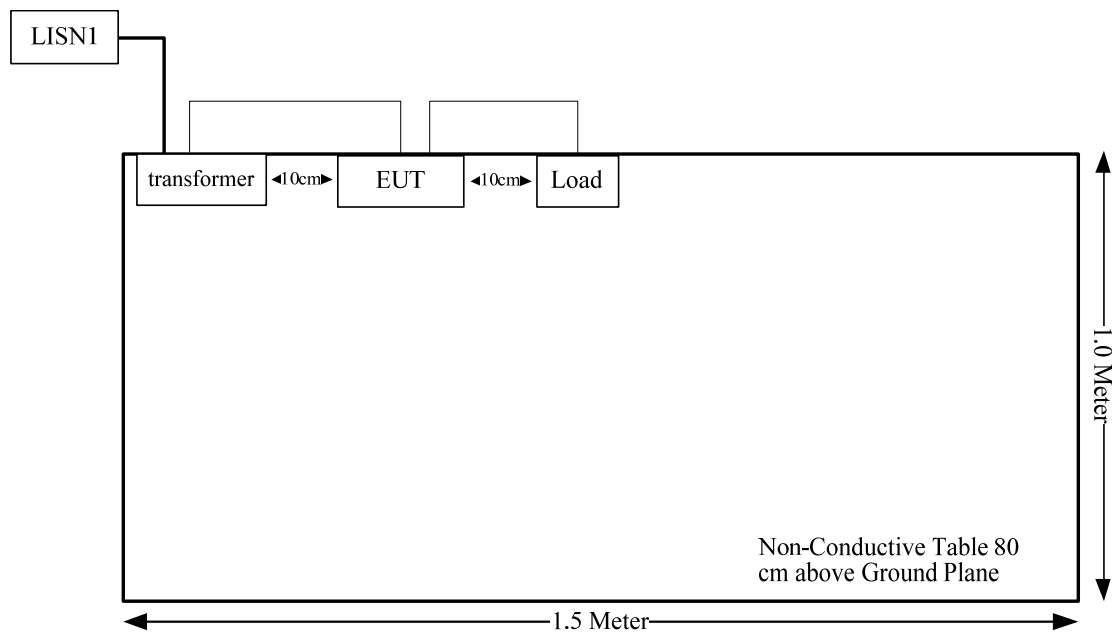 LISN1
transformer
10cm
EUT
10cm
Load
1.0 Meter
Non-Conductive Table 80
cm above Ground Plane
1.5 Meter